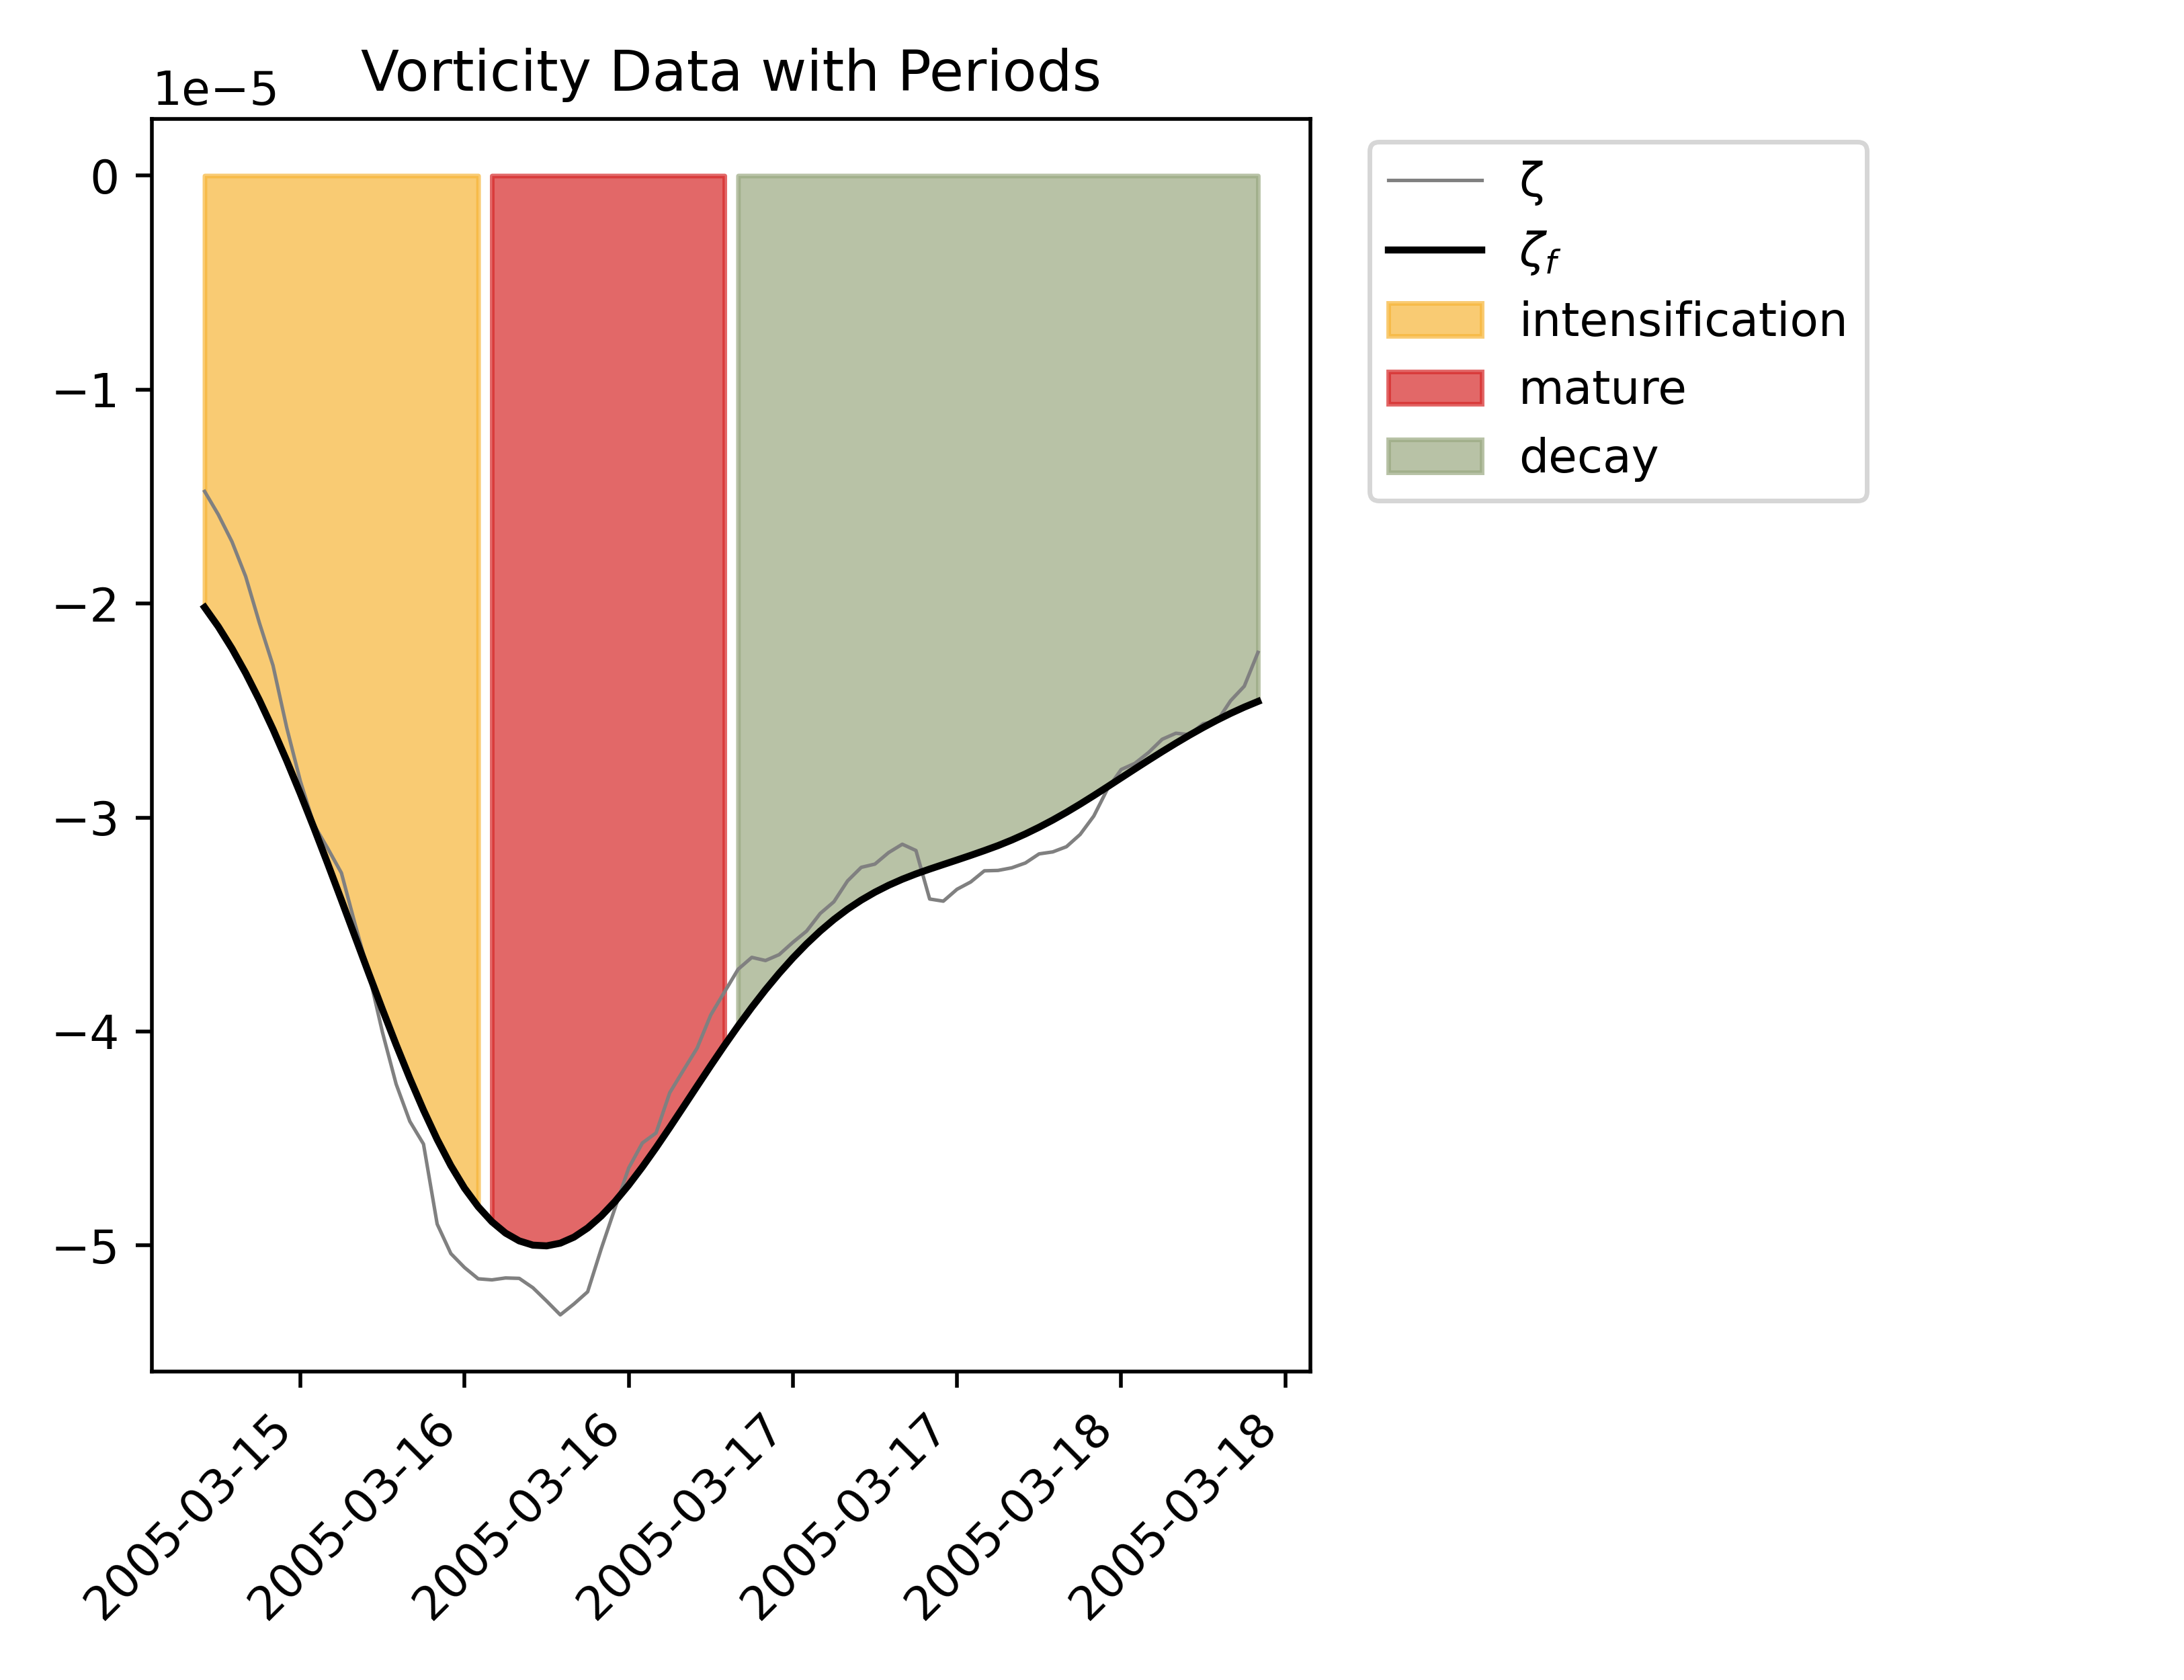 Vorticity Data with Periods
1e−5
0
−1
−2
−3
−4
−5
2005-03-15
2005-03-16
2005-03-16
2005-03-17
2005-03-17
2005-03-18
2005-03-18
ζ
ζf
intensification
mature
decay